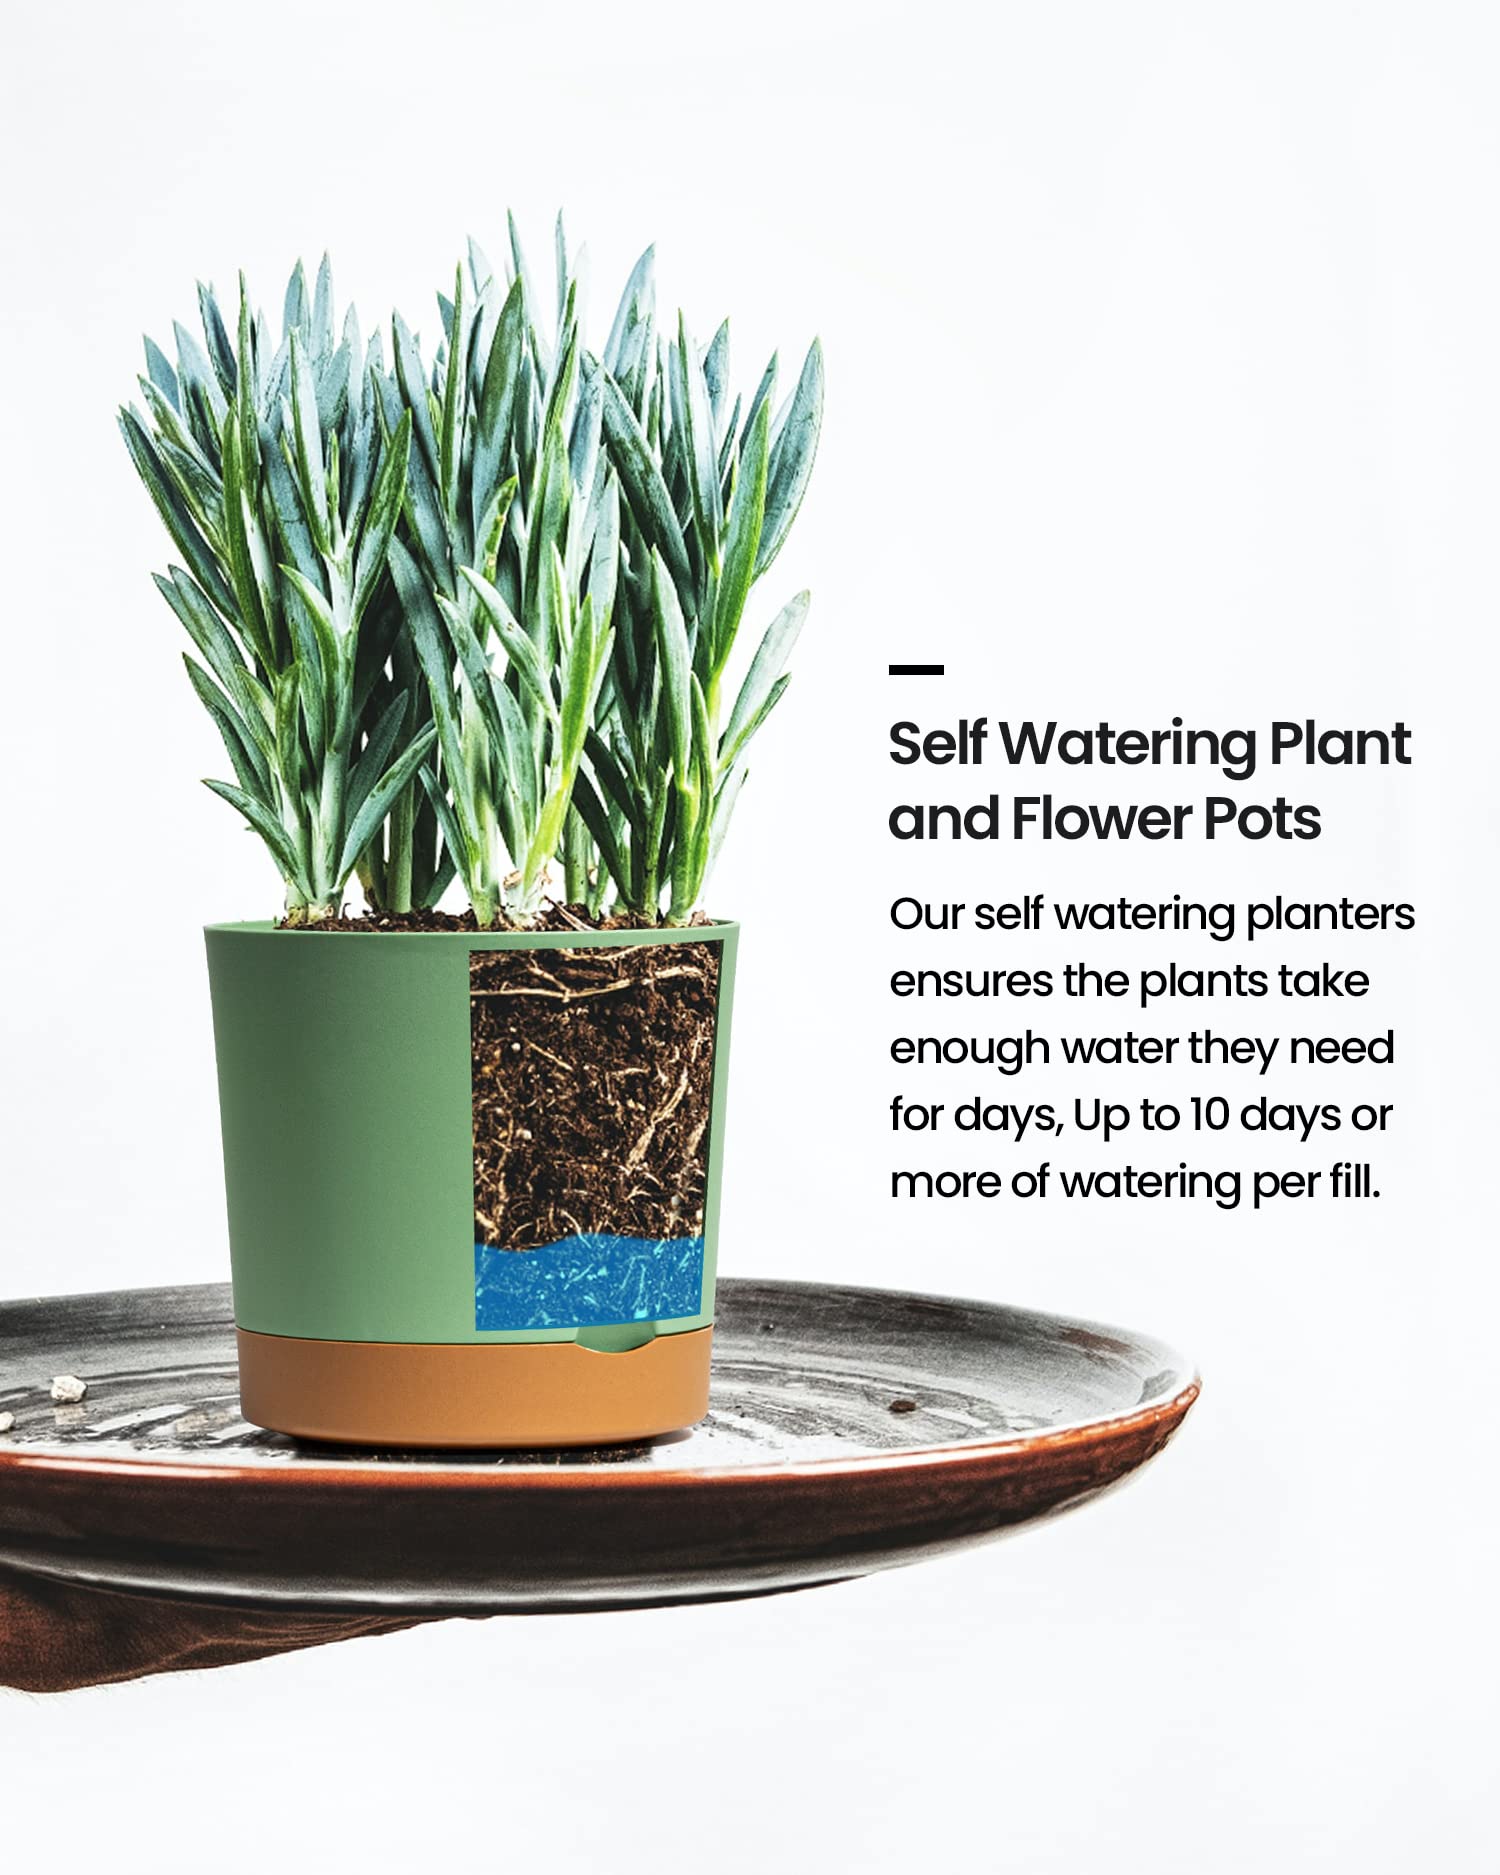 Self Watering Plant
and Flower Pots
Our self watering planters
ensures the plants take
enough water they need
for days, Up to 10 days or
more of watering per fill.